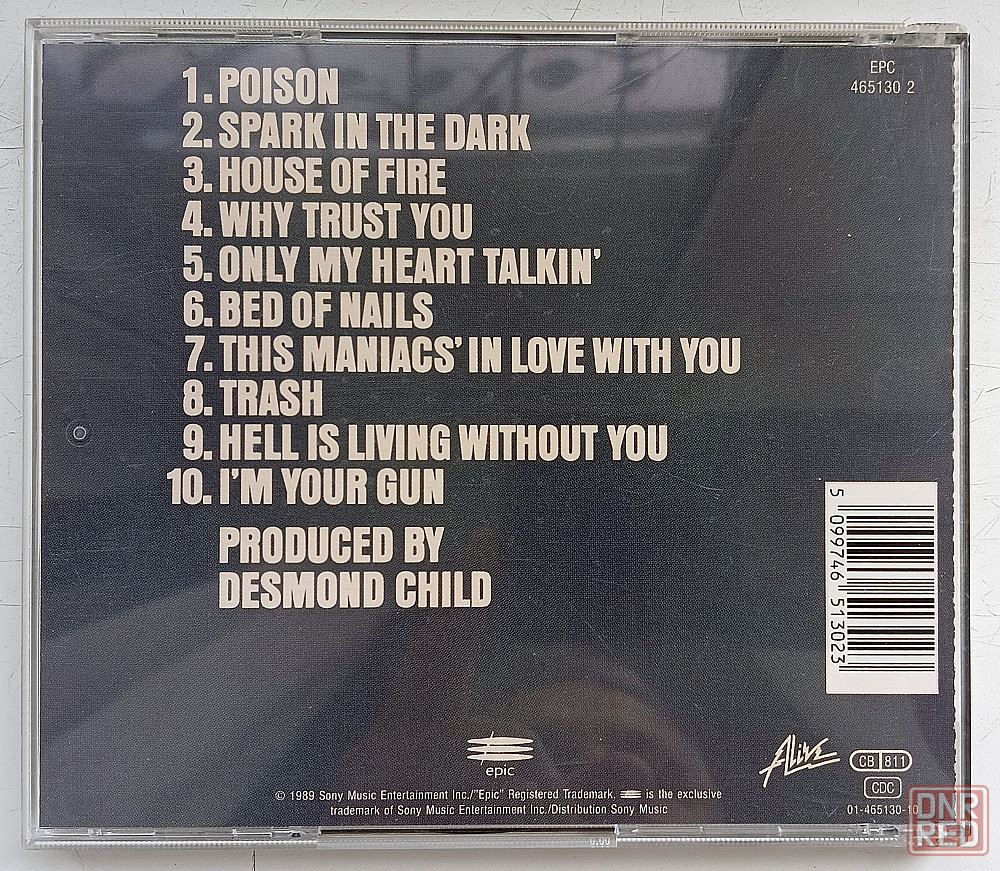 EPC
465130 2
1. POISON
2. SPARK IN THE DARK
3. HOUSE OF FIRE
4. WHY TRUST YOU
5. ONLY MY HEART TALKIN'
6. BED OF NAILS
7. THIS MANIACS' IN LOVE WITH YOU
8. TRASH
9. HELL IS LIVING WITHOUT YOU
10. I'M YOUR GUN
PRODUCED BY
DESMOND CHILD
5 099746 513023
epic
Alive
CB 811
CDC
© 1989 Sony Music Entertainment Inc./"Epic" Registered Trademark. is the exclusive
trademark of Sony Music Entertainment Inc./Distribution Sony Music
01-465130-10
DNR
RED